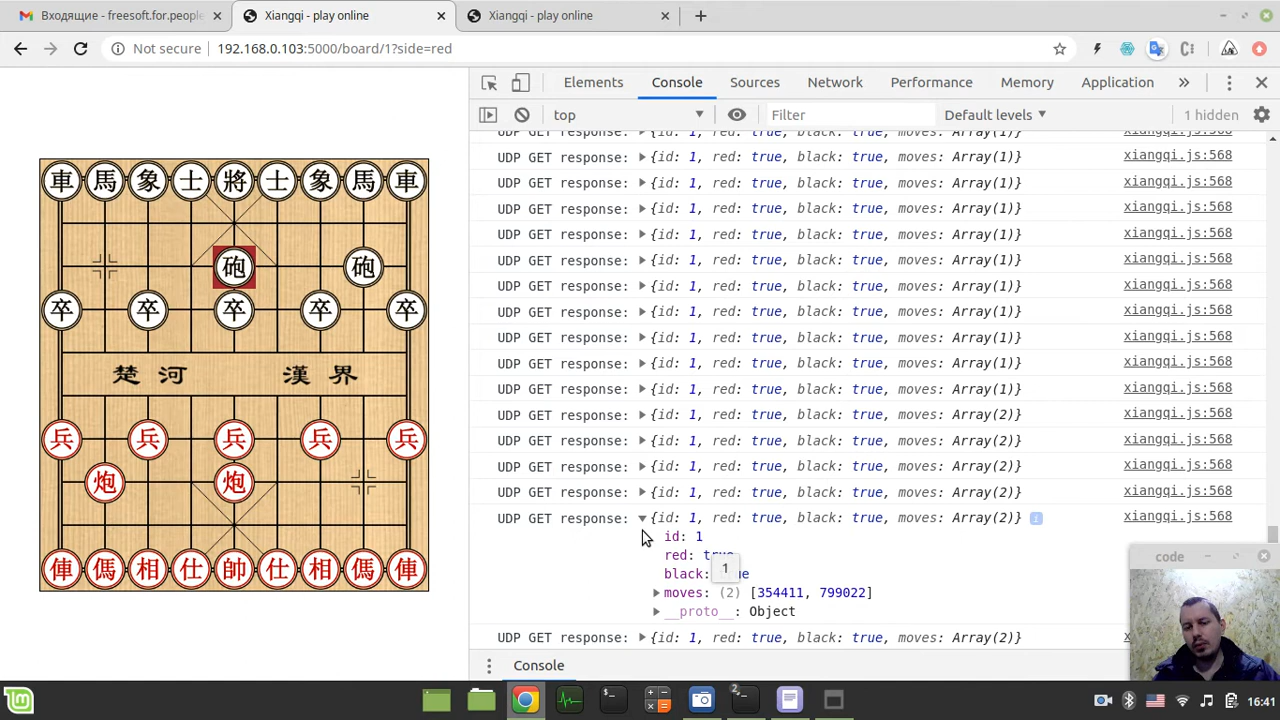 Входящие - freesoft.for.people
Xiangqi - play online
Xiangqi - play online
Not secure
192.168.0.103:5000/board/1?side=red
Elements
Console
Sources
Network
Performance
Memory
Application
top
Filter
Default levels
1 hidden
UDP GET response: {id: 1, red: true, black: true, moves: Array(1)} xiangqi.js:568
UDP GET response: {id: 1, red: true, black: true, moves: Array(1)} xiangqi.js:568
UDP GET response: {id: 1, red: true, black: true, moves: Array(1)} xiangqi.js:568
UDP GET response: {id: 1, red: true, black: true, moves: Array(1)} xiangqi.js:568
UDP GET response: {id: 1, red: true, black: true, moves: Array(1)} xiangqi.js:568
UDP GET response: {id: 1, red: true, black: true, moves: Array(1)} xiangqi.js:568
UDP GET response: {id: 1, red: true, black: true, moves: Array(1)} xiangqi.js:568
UDP GET response: {id: 1, red: true, black: true, moves: Array(1)} xiangqi.js:568
UDP GET response: {id: 1, red: true, black: true, moves: Array(1)} xiangqi.js:568
UDP GET response: {id: 1, red: true, black: true, moves: Array(1)} xiangqi.js:568
UDP GET response: {id: 1, red: true, black: true, moves: Array(1)} xiangqi.js:568
UDP GET response: {id: 1, red: true, black: true, moves: Array(2)} xiangqi.js:568
UDP GET response: {id: 1, red: true, black: true, moves: Array(2)} xiangqi.js:568
UDP GET response: {id: 1, red: true, black: true, moves: Array(2)} xiangqi.js:568
UDP GET response: {id: 1, red: true, black: true, moves: Array(2)} xiangqi.js:568
UDP GET response: {id: 1, red: true, black: true, moves: Array(2)} xiangqi.js:568
id: 1
red: true
1
black:
moves: (2) [354411, 799022]
__proto__: Object
UDP GET response: {id: 1, red: true, black: true, moves: Array(2)}
Console
車 馬 象 士 將 士 象 馬 車
砲 砲
卒 卒 卒 卒 卒
楚 河 漢 界
兵 兵 兵 兵 兵
炮 炮
俥 傌 相 仕 帥 仕 相 傌 俥
code
16:41